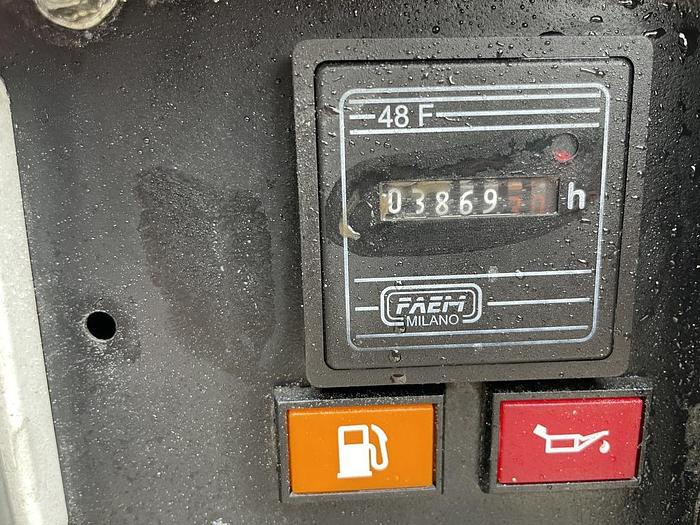 48 F
03869 h
FAEM
MILANO